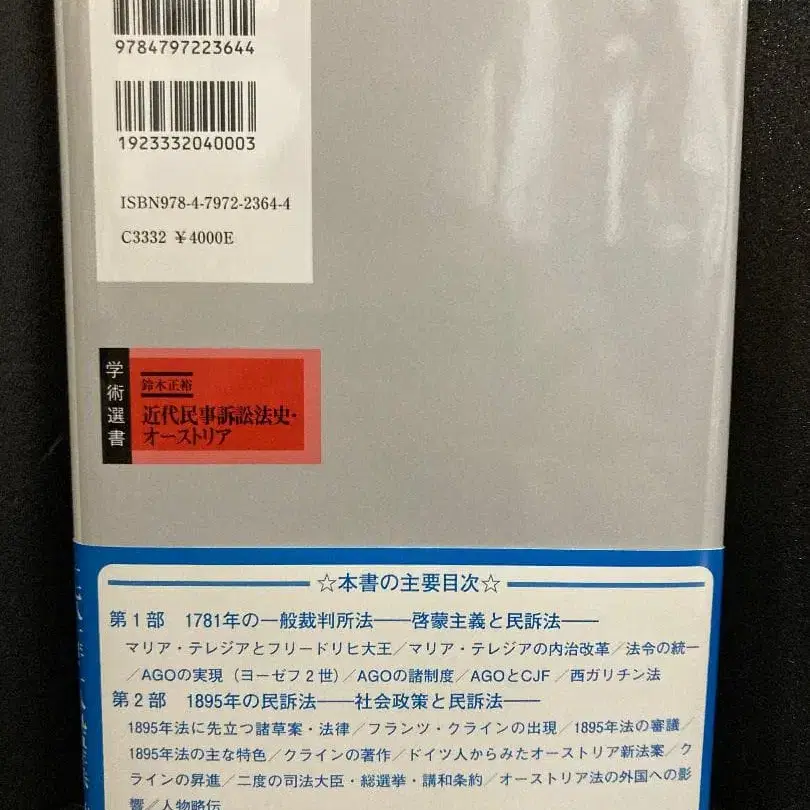 9784797223644
1923332040003
ISBN978-4-7972-2364-4
C3332 ¥4000E
学術選書
鈴木正裕
近代民事訴訟法史・
オーストリア
☆本書の主要目次☆
第1部 1781年の一般裁判所法――啓蒙主義と民訴法――
マリア・テレジアとフリードリヒ大王／マリア・テレジアの内治改革／法令の統一
／AGOの実現（ヨーゼフ2世）／AGOの諸制度／AGOとCJF／西ガリチン法
第2部 1895年の民訴法――社会政策と民訴法――
1895年法に先立つ諸草案・法律／フランツ・クラインの出現／1895年法の審議／
1895年法の主な特色／クラインの著作／ドイツ人からみたオーストリア新法案／ク
ラインの昇進／二度の司法大臣・総選挙・講和条約／オーストリア法の外国への影
響／人物略伝